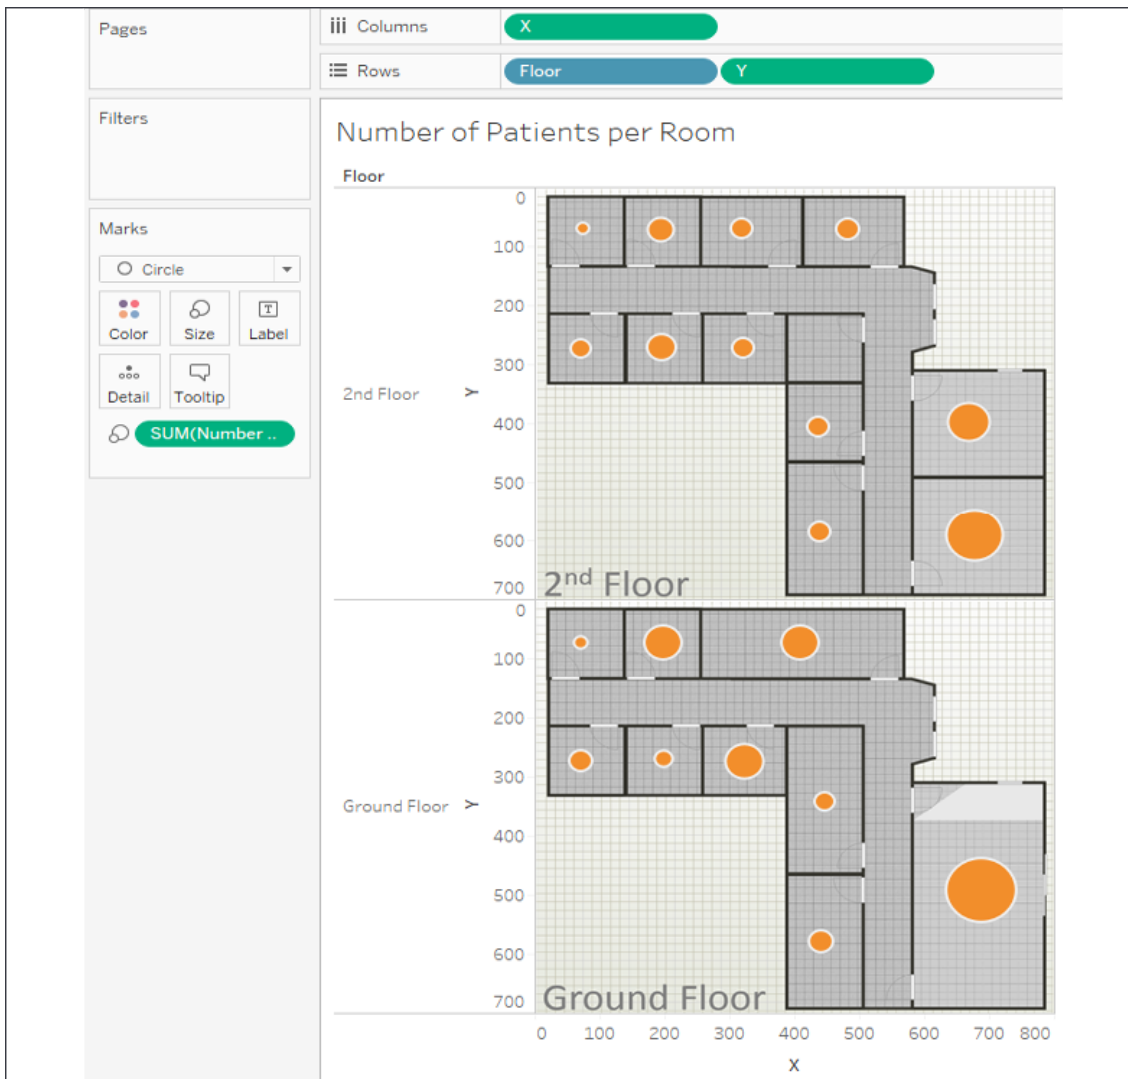 Pages
Columns
X
Rows
Floor
Y
Filters
Marks
Circle
Color
Size
T
Label
Detail
Tooltip
SUM(Number ..
Number of Patients per Room
Floor
2nd Floor
Y
0
100
200
300
400
500
600
700
2nd Floor
Ground Floor
Y
0
100
200
300
400
500
600
700
Ground Floor
0 100 200 300 400 500 600 700 800
X